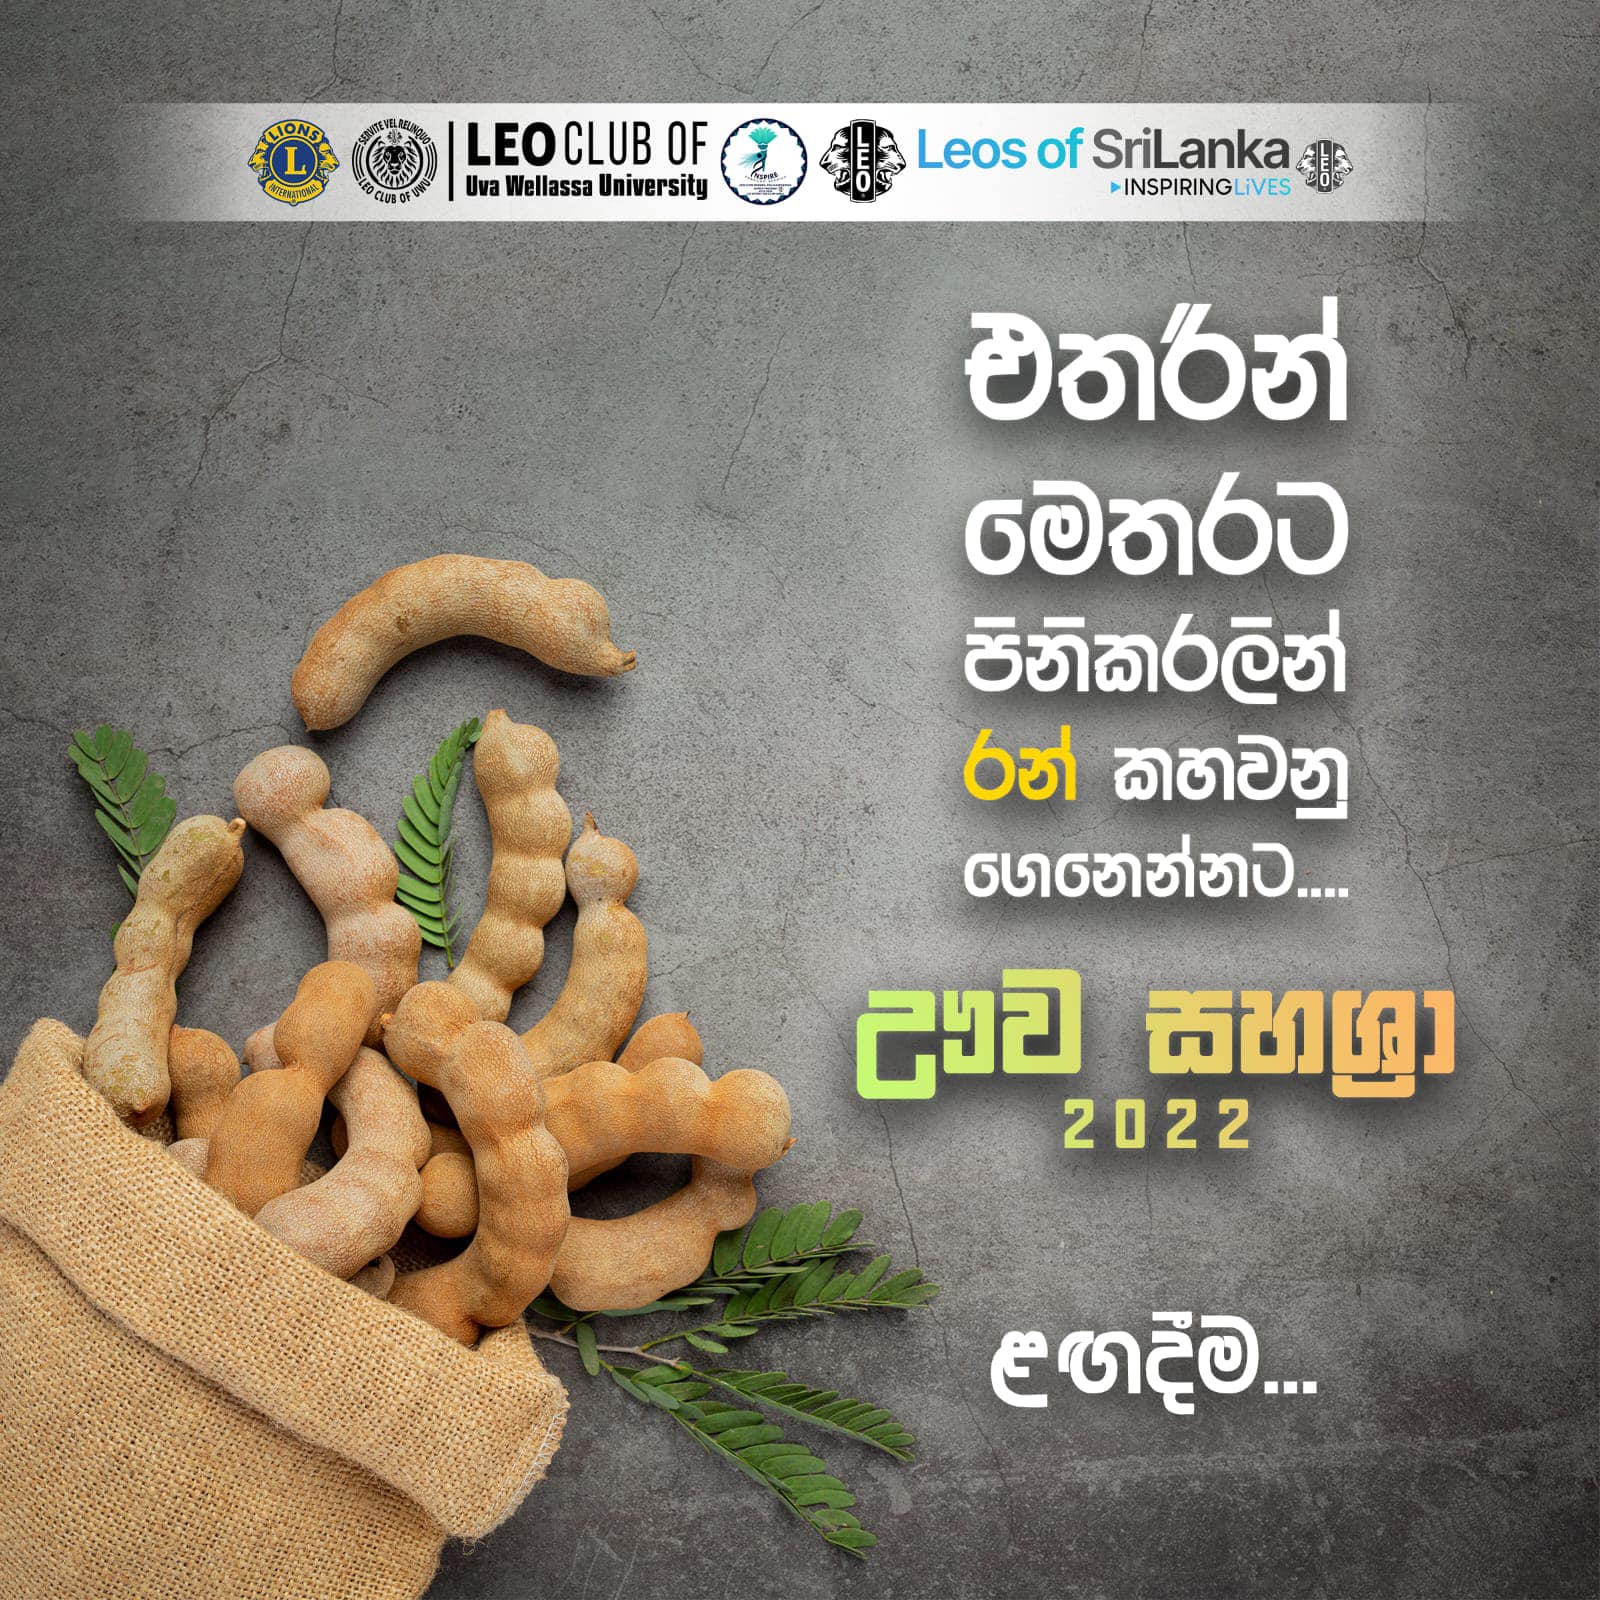 LIONS
L
INTERNATIONAL
SERVITE VEL RELINQUO
LEO CLUB OF UWU
LEO CLUB OF
Uva Wellassa University
INSPIRE
LEO
Leos of SriLanka
INSPIRING LiVES
LEO
එතරින්
මෙතරට
පිනිකරලින්
රන් කහවනු
ගෙනෙන්නට....
ඌව සහශ්‍රා
2022
ළඟදීම...